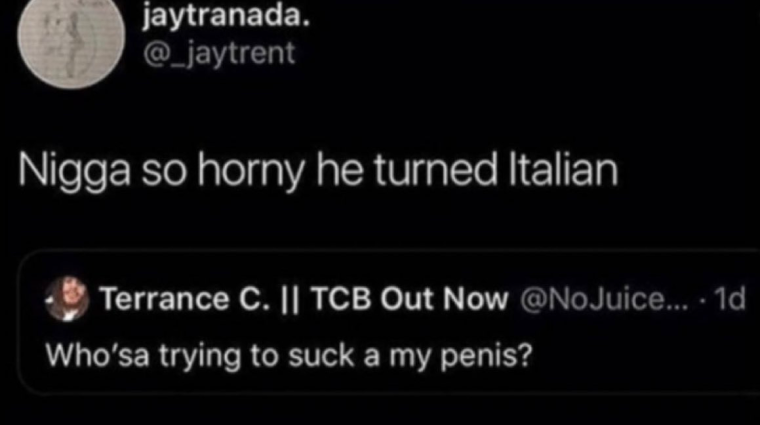 jaytranada.
@_jaytrent
Nigga so horny he turned Italian
Terrance C. || TCB Out Now @NoJuice... · 1d
Who'sa trying to suck a my penis?